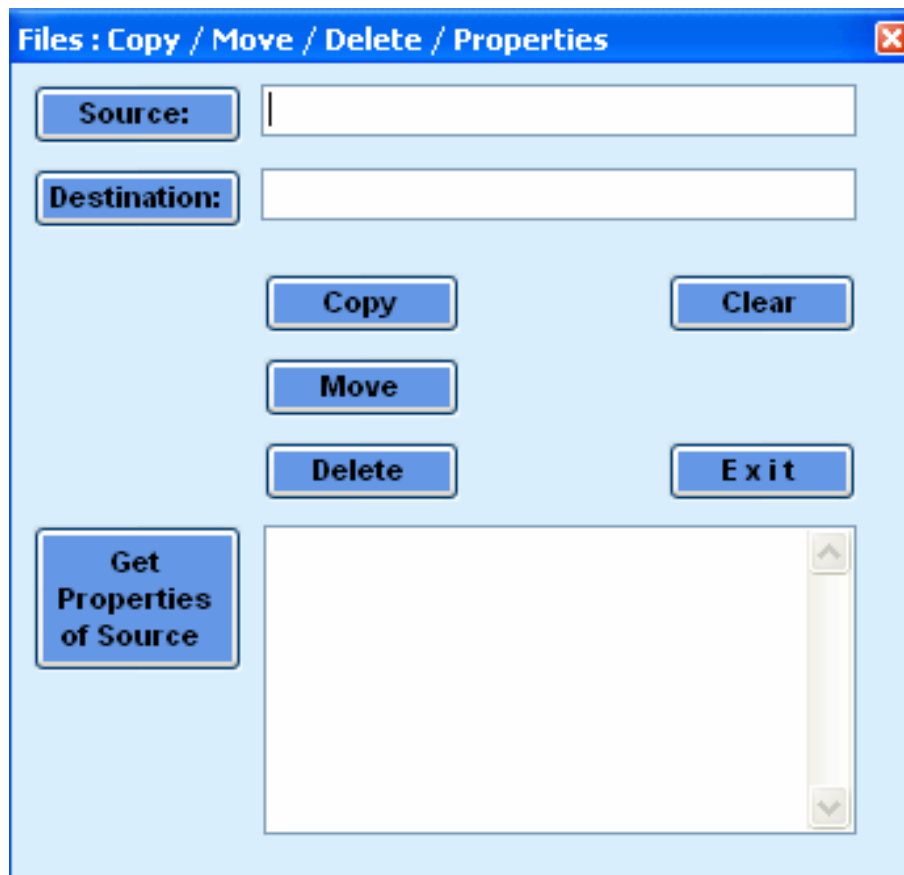 Files : Copy / Move / Delete / Properties
Source:
Destination:
Copy
Clear
Move
Delete
E x i t
Get
Properties
of Source